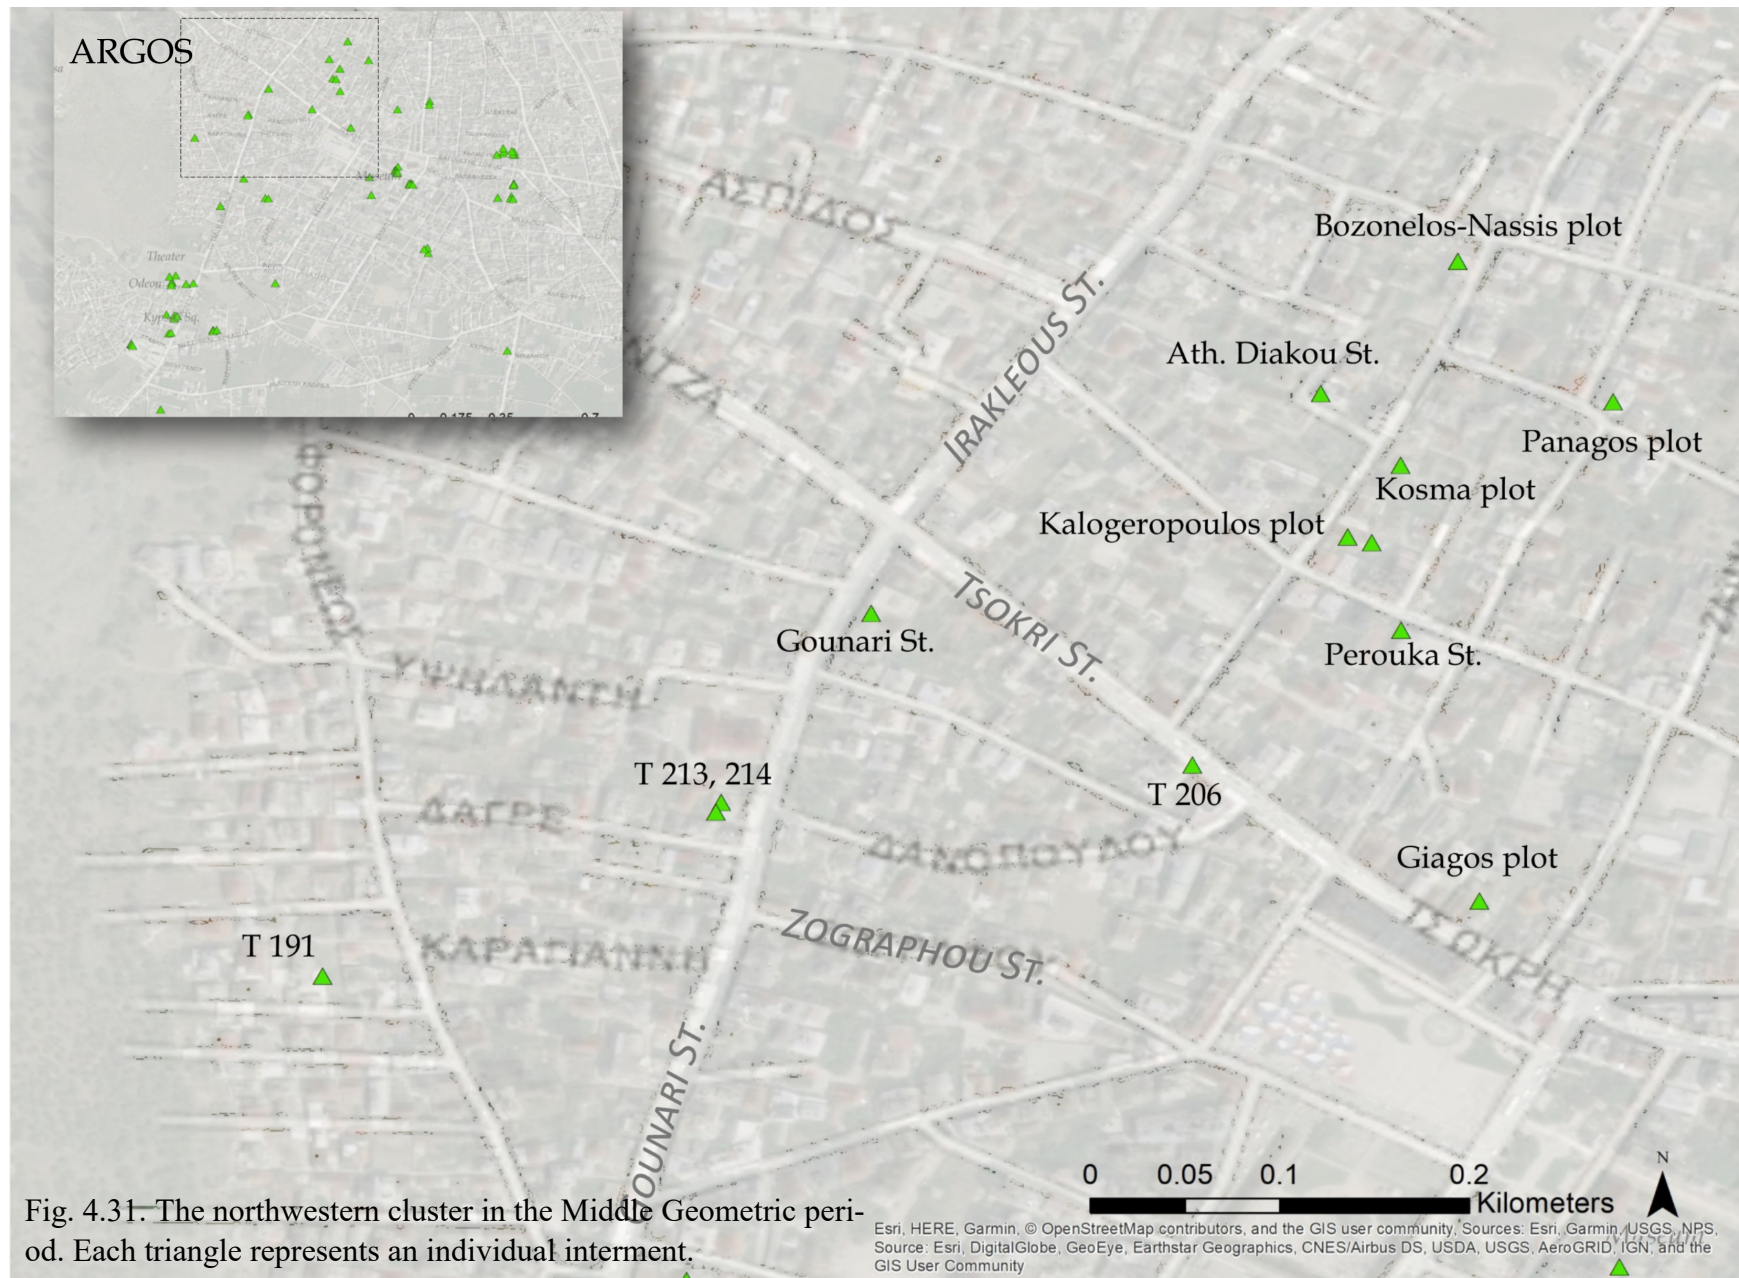 ARGOS
Theater
Odeon
ΑΣΠΙΔΟΣ
Bozonelos-Nassis plot
IRAKLEOUS ST.
Ath. Diakou St.
Panagos plot
Kosma plot
Kalogeropoulos plot
TSOKRI ST.
Gounari St.
Perouka St.
ΥΨΗΛΑΝΤΗ
T 213, 214
T 206
ΔΑΓΡΕ
ΔΑΝΟΠΟΥΛΟΥ
Giagos plot
ΤΣΩΚΡΗ
T 191
ΚΑΡΑΓΙΑΝΝΗ
ZOGRAPHOU ST.
GOUNARI ST.
0 0.05 0.1 0.2
Kilometers
N
Fig. 4.31. The northwestern cluster in the Middle Geometric peri-
od. Each triangle represents an individual interment.
Esri, HERE, Garmin, © OpenStreetMap contributors, and the GIS user community, Sources: Esri, Garmin, USGS, NPS,
Source: Esri, DigitalGlobe, GeoEye, Earthstar Geographics, CNES/Airbus DS, USDA, USGS, AeroGRID, IGN, and the
GIS User Community